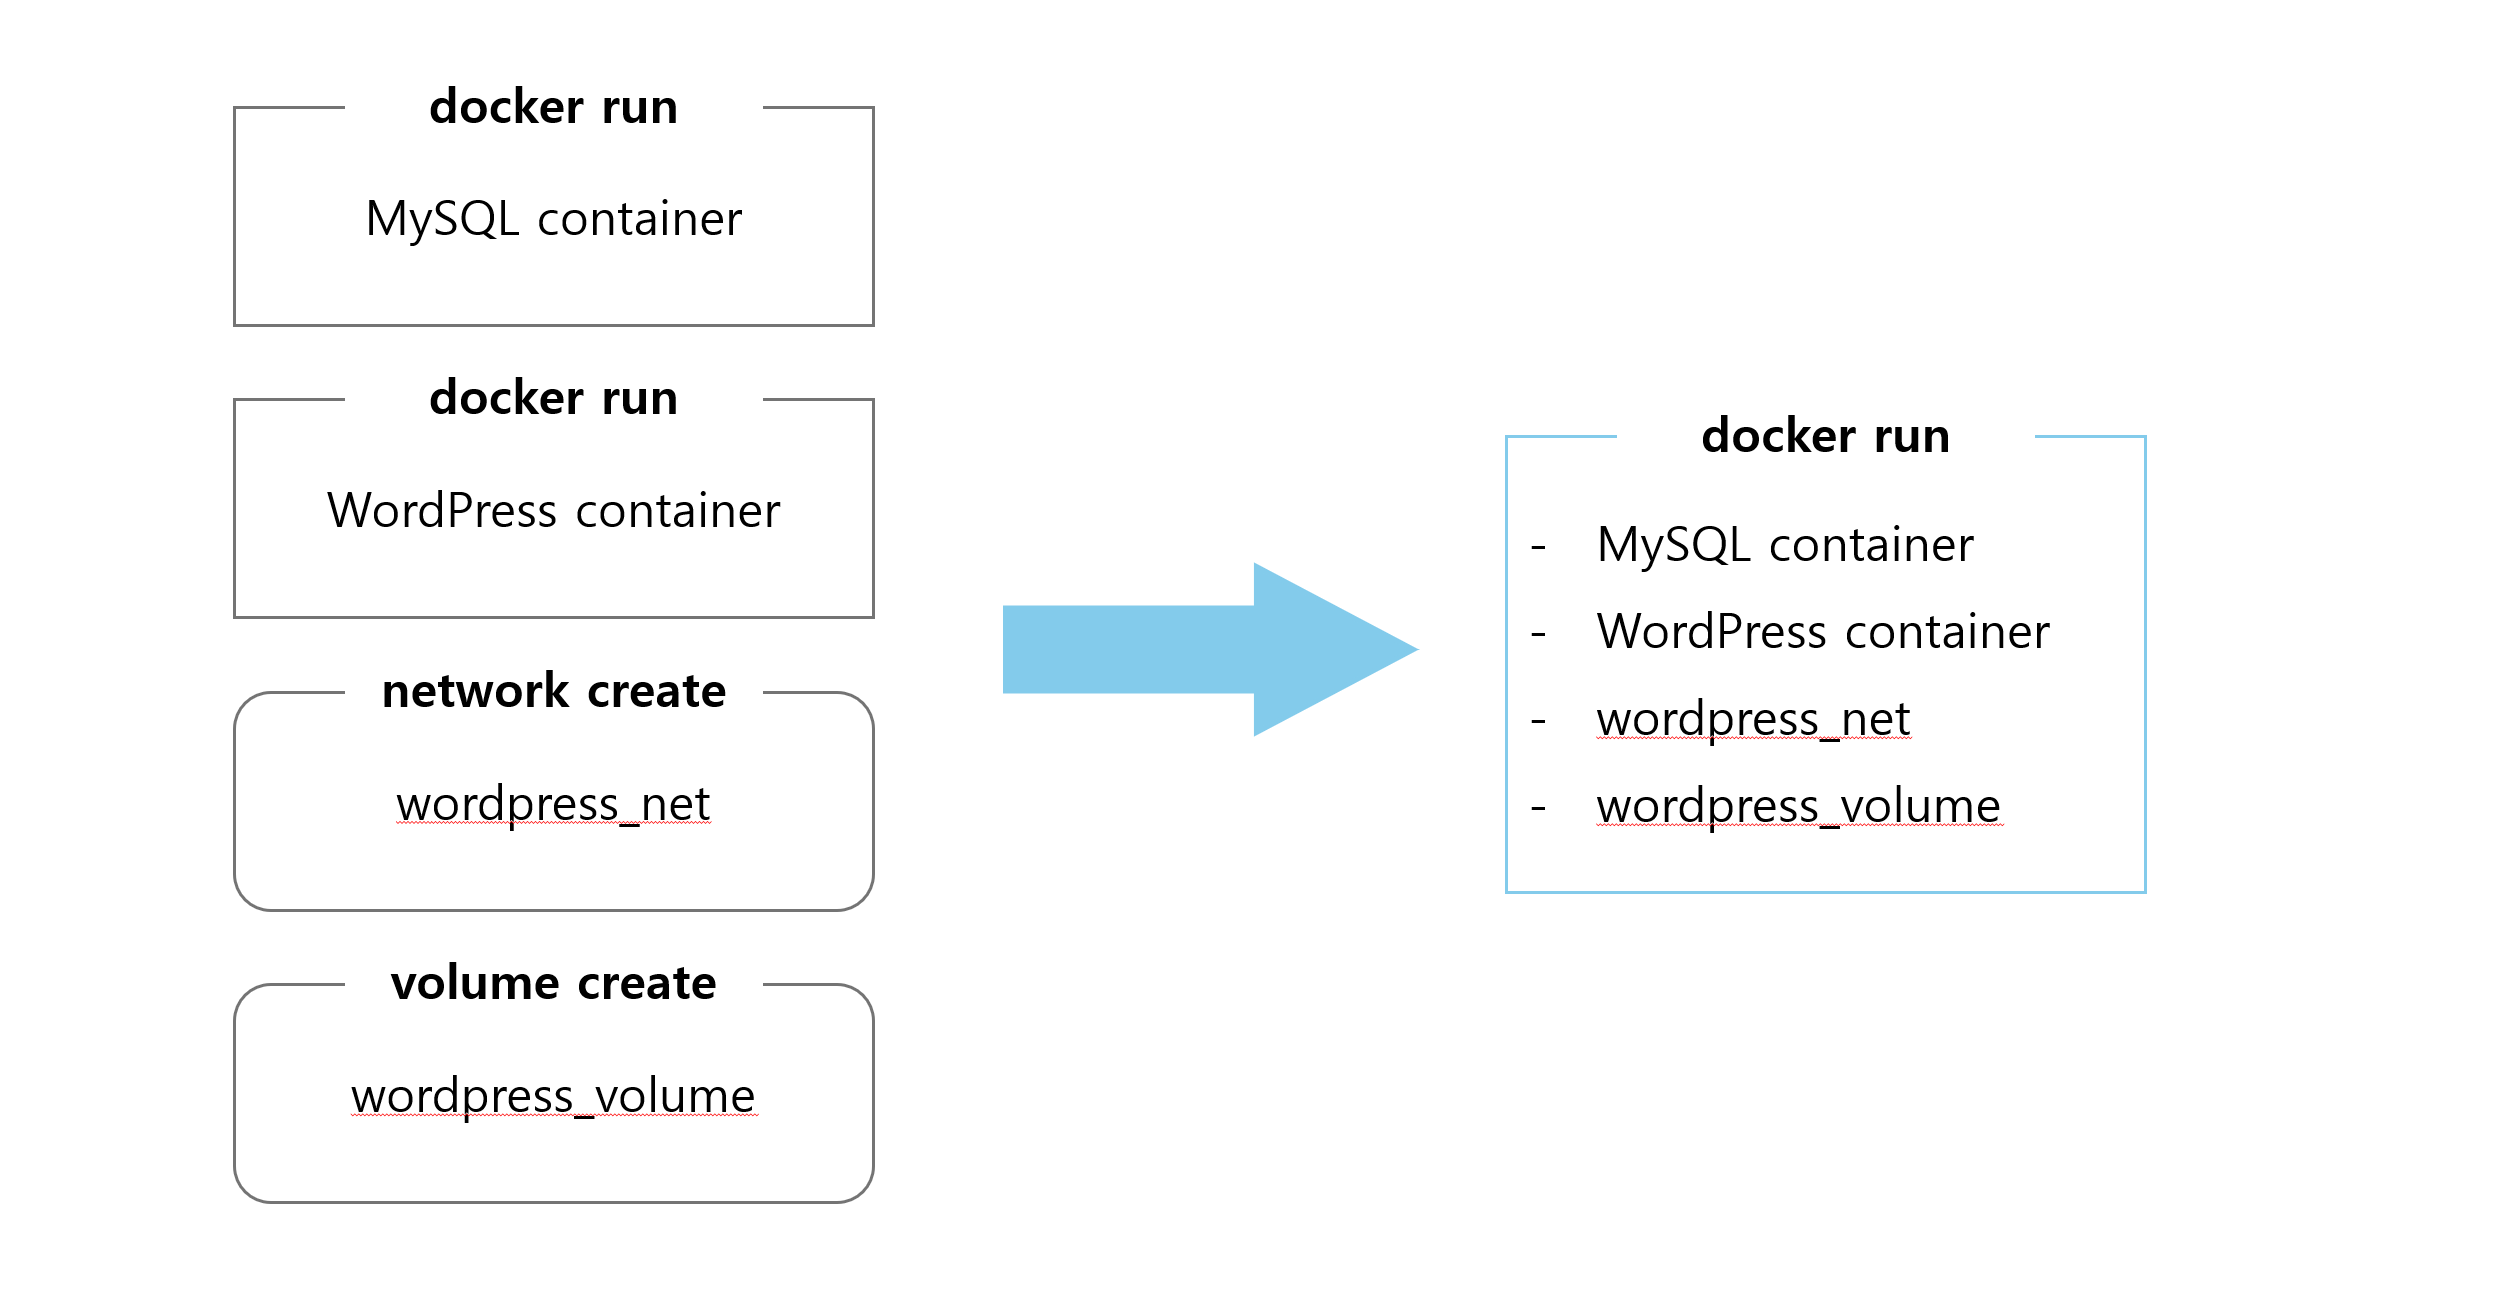 docker run
MySQL container
docker run
WordPress container
network create
wordpress_net
volume create
wordpress_volume
docker run
- MySQL container
- WordPress container
- wordpress_net
- wordpress_volume